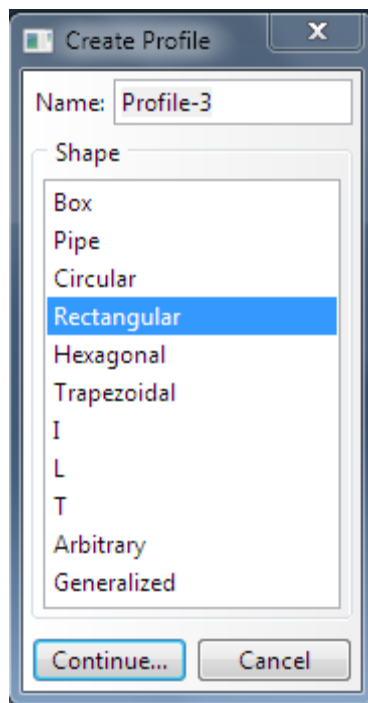 Create Profile
Name: Profile-3
Shape
Box
Pipe
Circular
Rectangular
Hexagonal
Trapezoidal
I
L
T
Arbitrary
Generalized
Continue... Cancel